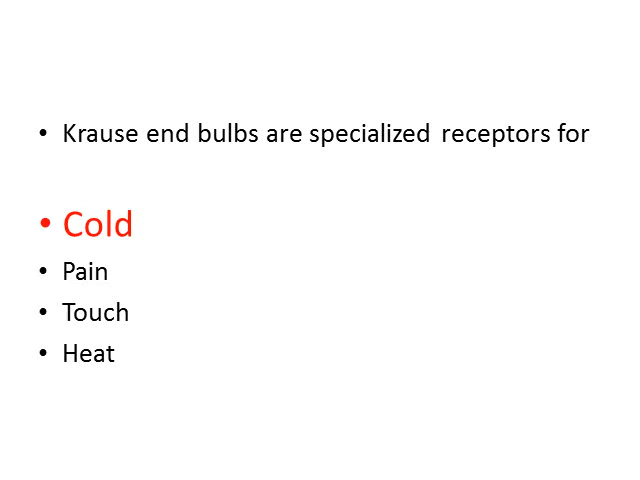 • Krause end bulbs are specialized receptors for
• Cold
• Pain
• Touch
• Heat